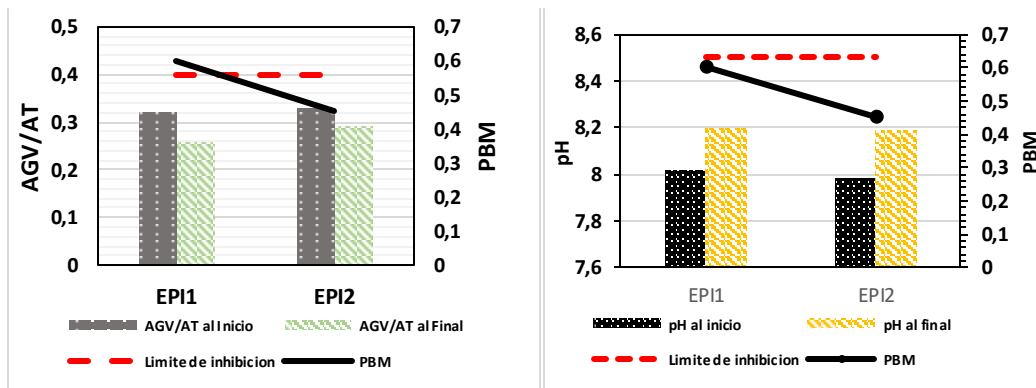 0,5
0,4
0,3
0,2
0,1
0
AGV/AT
0,7
0,6
0,5
0,4
0,3
0,2
0,1
0
PBM
EPI1 EPI2
AGV/AT al Inicio AGV/AT al Final
Limite de inhibicion PBM
8,6
8,4
8,2
8
7,8
7,6
pH
0,7
0,6
0,5
0,4
0,3
0,2
0,1
0
PBM
EPI1 EPI2
pH al inicio pH al final
Limite de inhibicion PBM